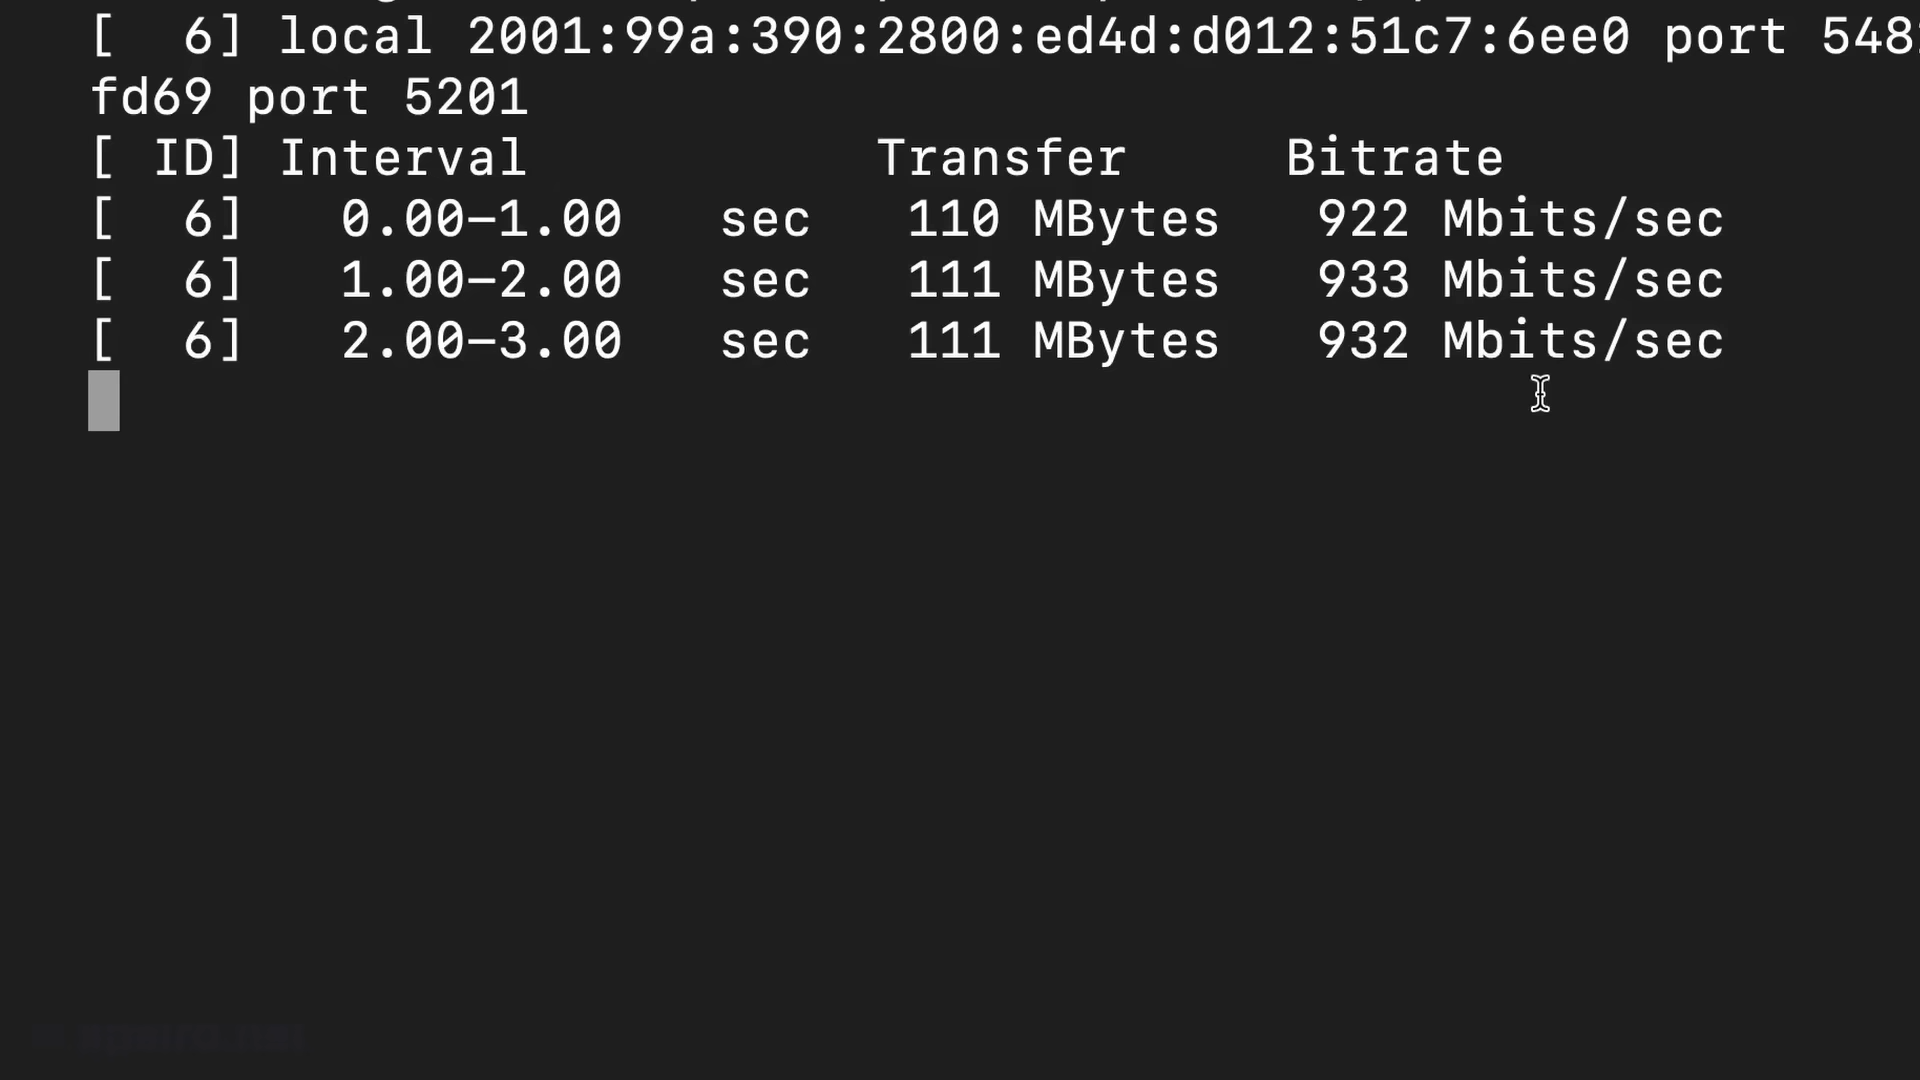 [  6] local 2001:99a:390:2800:ed4d:d012:51c7:6ee0 port 548
fd69 port 5201
[ ID] Interval           Transfer     Bitrate
[  6]   0.00-1.00   sec   110 MBytes   922 Mbits/sec
[  6]   1.00-2.00   sec   111 MBytes   933 Mbits/sec
[  6]   2.00-3.00   sec   111 MBytes   932 Mbits/sec